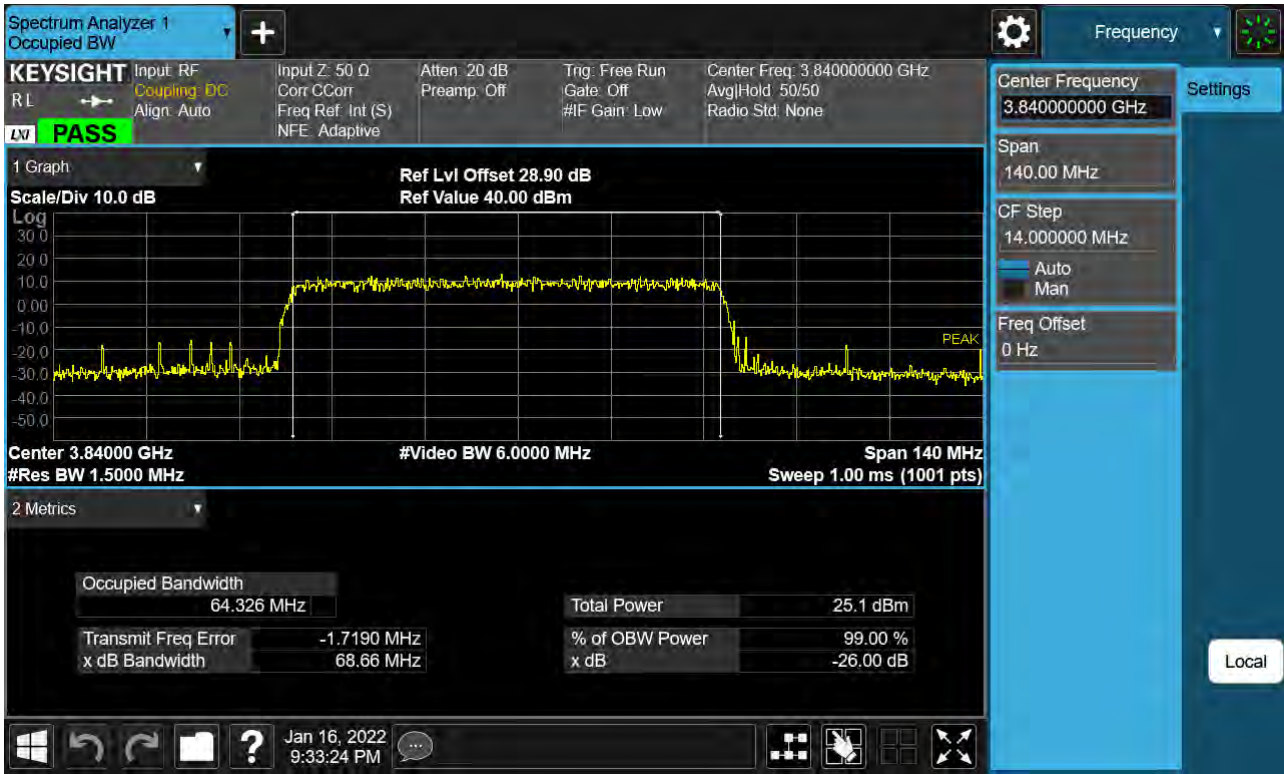 Spectrum Analyzer 1
Occupied BW
+
Frequency
KEYSIGHT
RL
LXI PASS
Input: RF
Coupling: DC
Align: Auto
Input Z: 50 Ω
Corr CCorr
Freq Ref: Int (S)
NFE: Adaptive
Atten: 20 dB
Preamp: Off
Trig: Free Run
Gate: Off
#IF Gain: Low
Center Freq: 3.840000000 GHz
Avg|Hold: 50/50
Radio Std: None
Center Frequency
3.840000000 GHz
Settings
Span
140.00 MHz
CF Step
14.000000 MHz
Auto
Man
Freq Offset
0 Hz
Local
1 Graph
Scale/Div 10.0 dB
Ref Lvl Offset 28.90 dB
Ref Value 40.00 dBm
Log
30.0
20.0
10.0
0.00
-10.0
-20.0
-30.0
-40.0
-50.0
PEAK
Center 3.84000 GHz
#Res BW 1.5000 MHz
#Video BW 6.0000 MHz
Span 140 MHz
Sweep 1.00 ms (1001 pts)
2 Metrics
Occupied Bandwidth
64.326 MHz
Transmit Freq Error -1.7190 MHz
x dB Bandwidth 68.66 MHz
Total Power 25.1 dBm
% of OBW Power 99.00 %
x dB -26.00 dB
?
Jan 16, 2022
9:33:24 PM